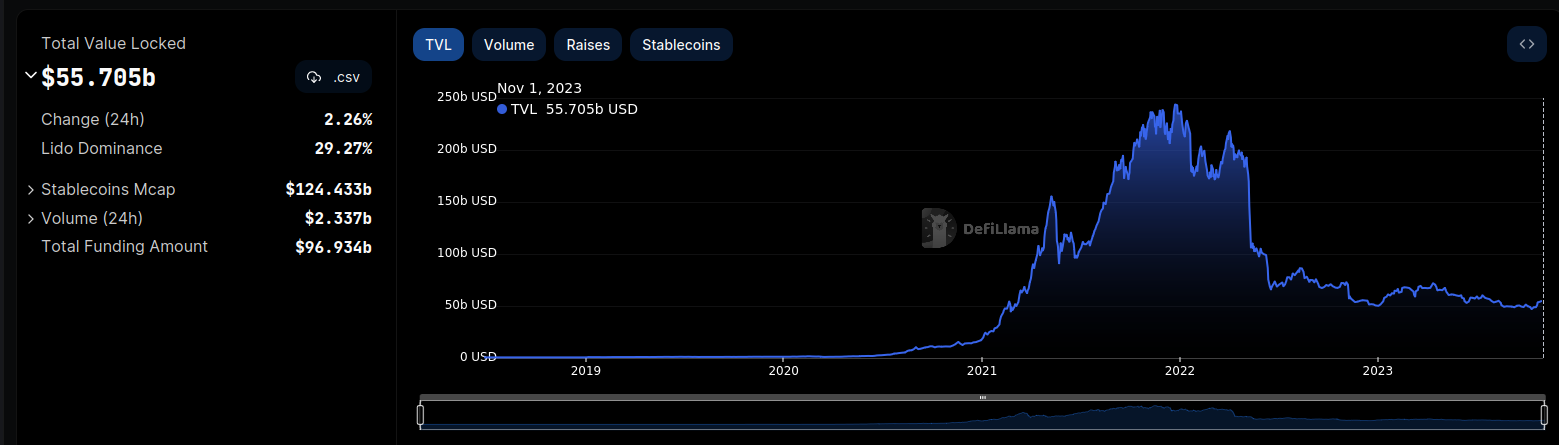 Total Value Locked
$55.705b
.csv
Change (24h) 2.26%
Lido Dominance 29.27%
Stablecoins Mcap $124.433b
Volume (24h) $2.337b
Total Funding Amount $96.934b
TVL Volume Raises Stablecoins
Nov 1, 2023
TVL 55.705b USD
250b USD
200b USD
150b USD
100b USD
50b USD
0 USD
DefiLlama
2019 2020 2021 2022 2023